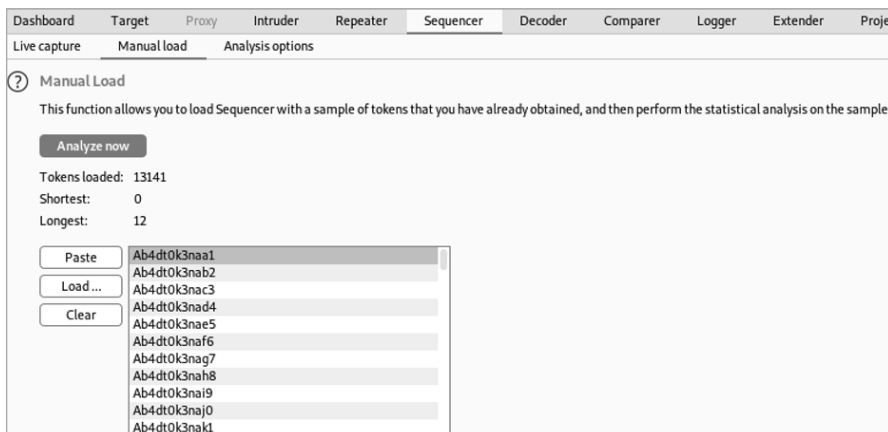 Dashboard Target Proxy Intruder Repeater Sequencer Decoder Comparer Logger Extender Proje
Live capture Manual load Analysis options
? Manual Load
This function allows you to load Sequencer with a sample of tokens that you have already obtained, and then perform the statistical analysis on the sample
Analyze now
Tokens loaded: 13141
Shortest: 0
Longest: 12
Paste
Load ...
Clear
Ab4dt0k3naa1
Ab4dt0k3nab2
Ab4dt0k3nac3
Ab4dt0k3nad4
Ab4dt0k3nae5
Ab4dt0k3naf6
Ab4dt0k3nag7
Ab4dt0k3nah8
Ab4dt0k3nai9
Ab4dt0k3naj0
Ab4dt0k3nak1